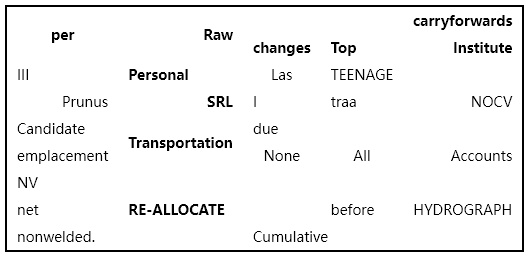 carryforwards
per Raw
changes Top Institute
III Personal Las TEENAGE
Prunus SRL I traa NOCV
Candidate due
Transportation
emplacement None All Accounts
NV
net RE-ALLOCATE before HYDROGRAPH
nonwelded. Cumulative